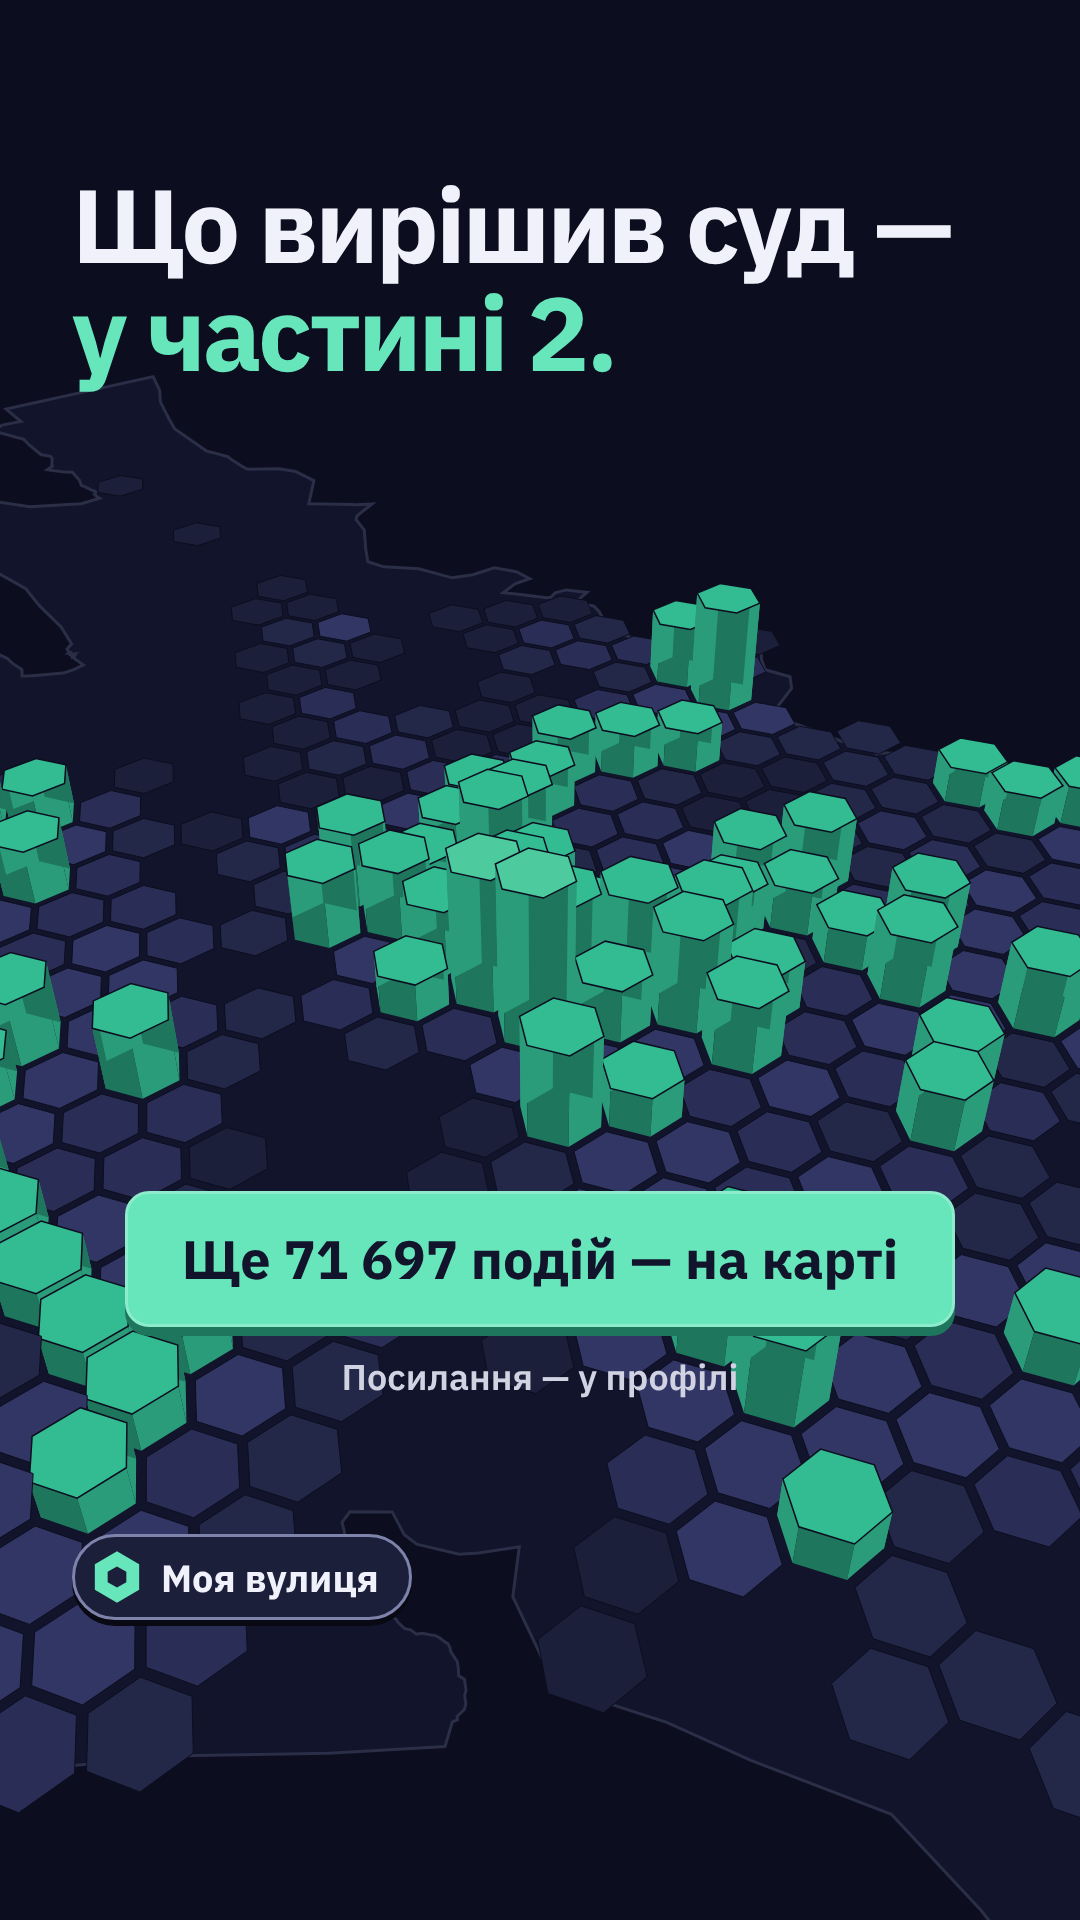 Що вирішив суд —
у частині 2.
Ще 71 697 подій — на карті
Посилання — у профілі
Моя вулиця